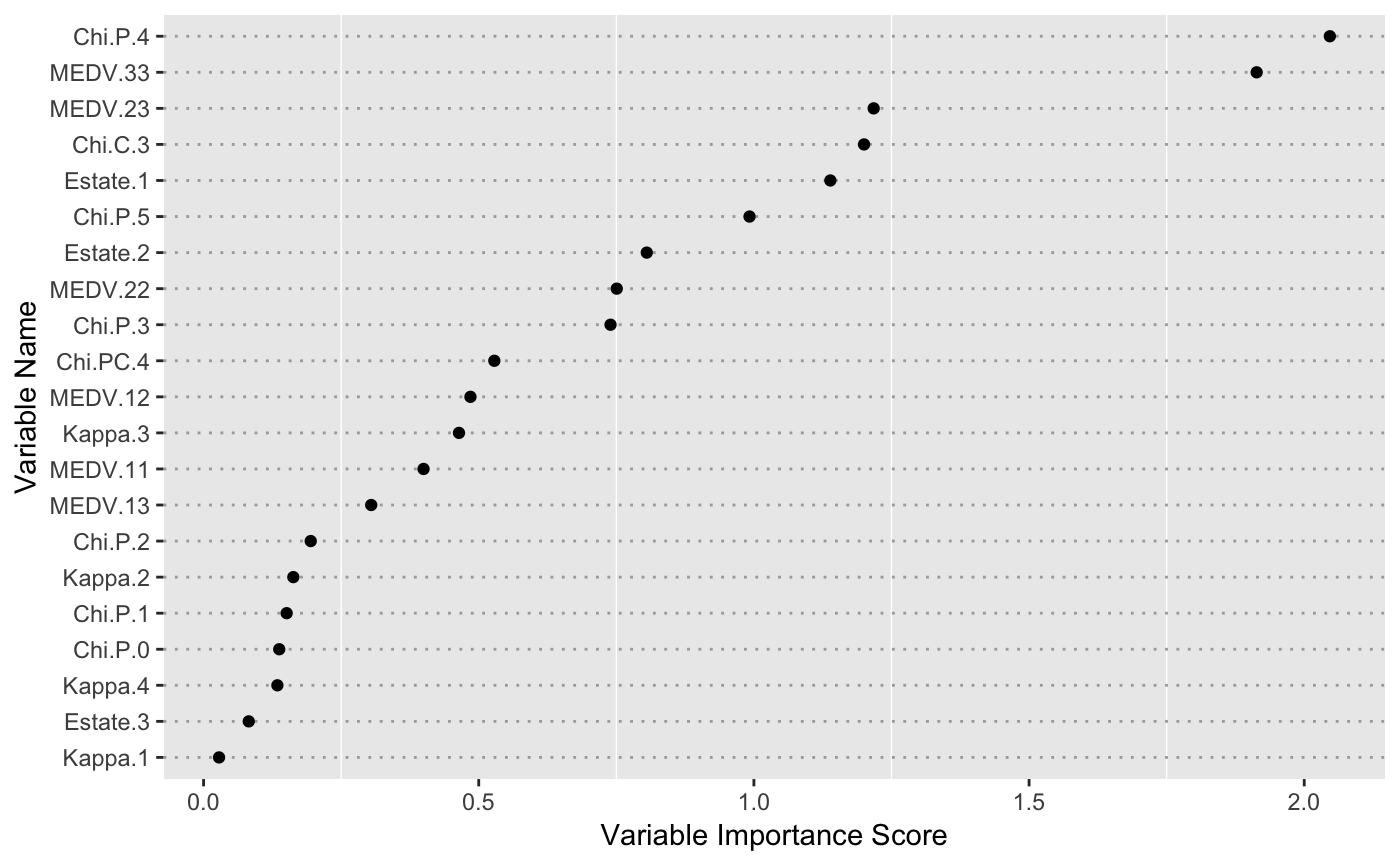 Chi.P.4
MEDV.33
MEDV.23
Chi.C.3
Estate.1
Chi.P.5
Estate.2
MEDV.22
Chi.P.3
Chi.PC.4
MEDV.12
Kappa.3
MEDV.11
MEDV.13
Chi.P.2
Kappa.2
Chi.P.1
Chi.P.0
Kappa.4
Estate.3
Kappa.1
Variable Name
0.0 0.5 1.0 1.5 2.0
Variable Importance Score